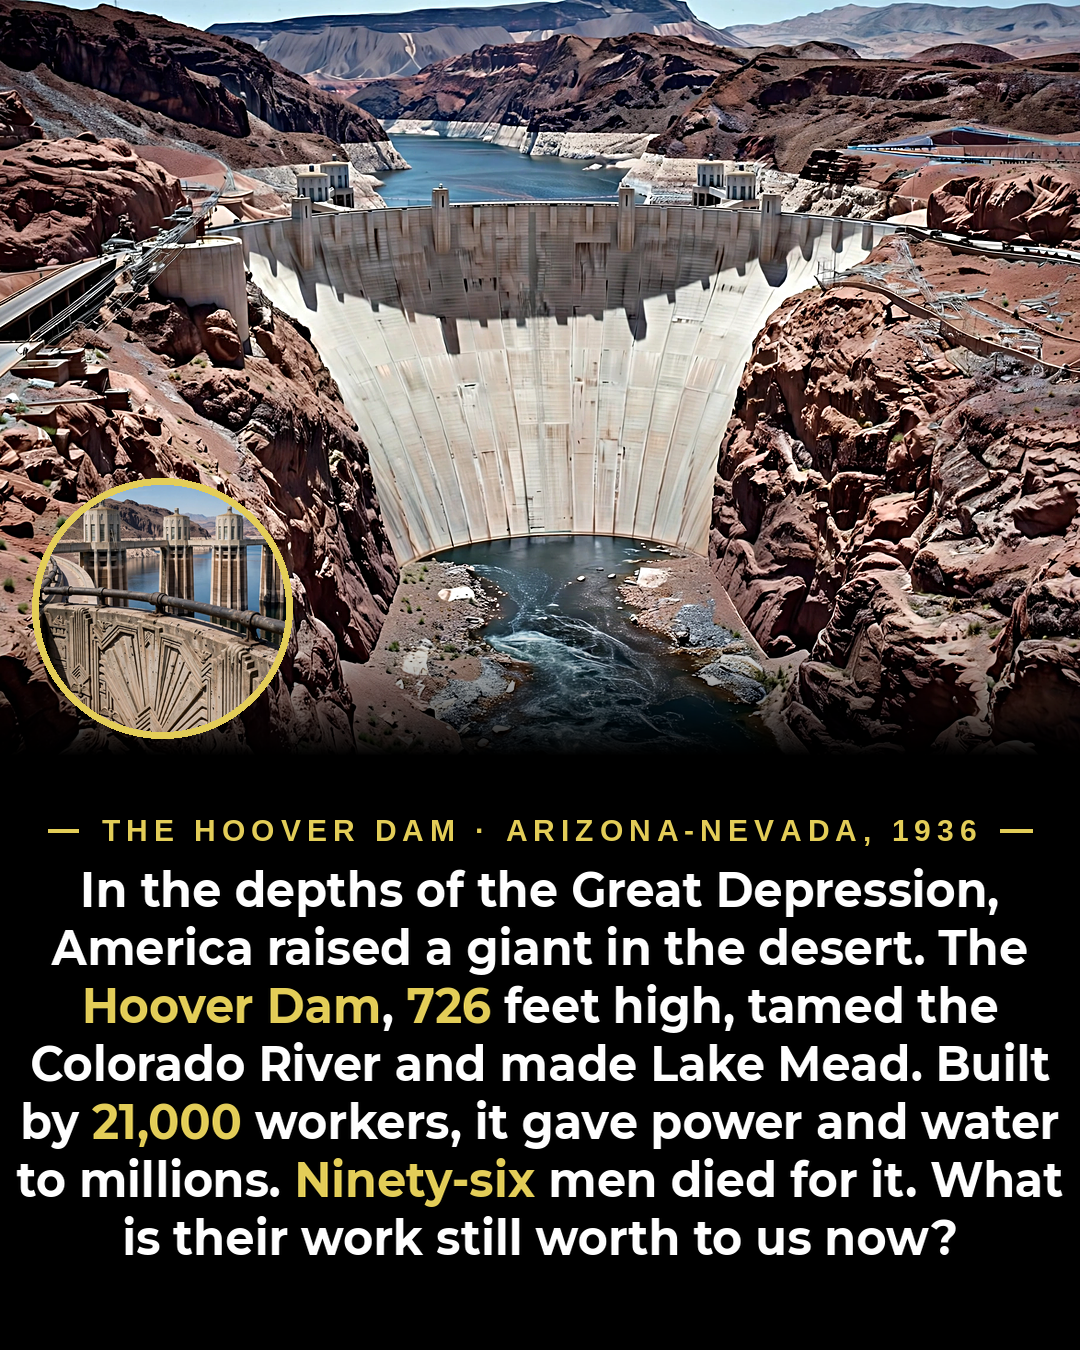 — THE HOOVER DAM · ARIZONA-NEVADA, 1936 —
In the depths of the Great Depression,
America raised a giant in the desert. The
Hoover Dam, 726 feet high, tamed the
Colorado River and made Lake Mead. Built
by 21,000 workers, it gave power and water
to millions. Ninety-six men died for it. What
is their work still worth to us now?